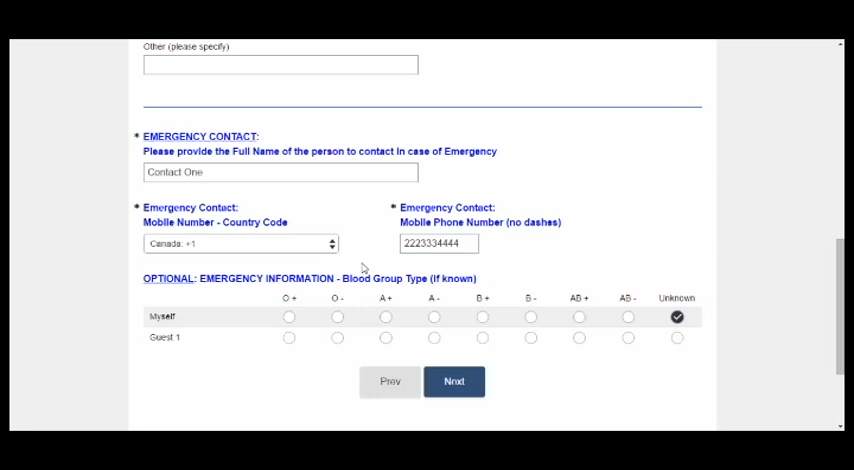 Other (please specify)
* EMERGENCY CONTACT:
Please provide the Full Name of the person to contact in case of Emergency
Contact One
* Emergency Contact: * Emergency Contact:
Mobile Number - Country Code Mobile Phone Number (no dashes)
Canada: +1 2223334444
OPTIONAL: EMERGENCY INFORMATION - Blood Group Type (if known)
O + O - A + A - B + B - AB + AB - Unknown
Myself
Guest 1
Prev Next